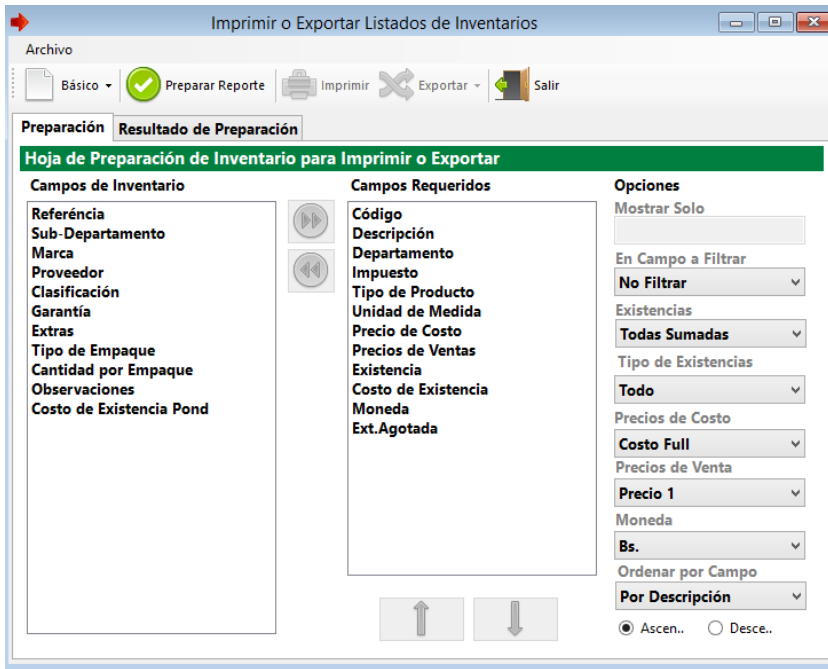 Imprimir o Exportar Listados de Inventarios
Archivo
Básico
Preparar Reporte
Imprimir
Exportar
Salir
Preparación
Resultado de Preparación
Hoja de Preparación de Inventario para Imprimir o Exportar
Campos de Inventario
Referéncia
Sub-Departamento
Marca
Proveedor
Clasificación
Garantía
Extras
Tipo de Empaque
Cantidad por Empaque
Observaciones
Costo de Existencia Pond
Campos Requeridos
Código
Descripción
Departamento
Impuesto
Tipo de Producto
Unidad de Medida
Precio de Costo
Precios de Ventas
Existencia
Costo de Existencia
Moneda
Ext.Agotada
Opciones
Mostrar Solo
En Campo a Filtrar
No Filtrar
Existencias
Todas Sumadas
Tipo de Existencias
Todo
Precios de Costo
Costo Full
Precios de Venta
Precio 1
Moneda
Bs.
Ordenar por Campo
Por Descripción
Ascen..
Desce..